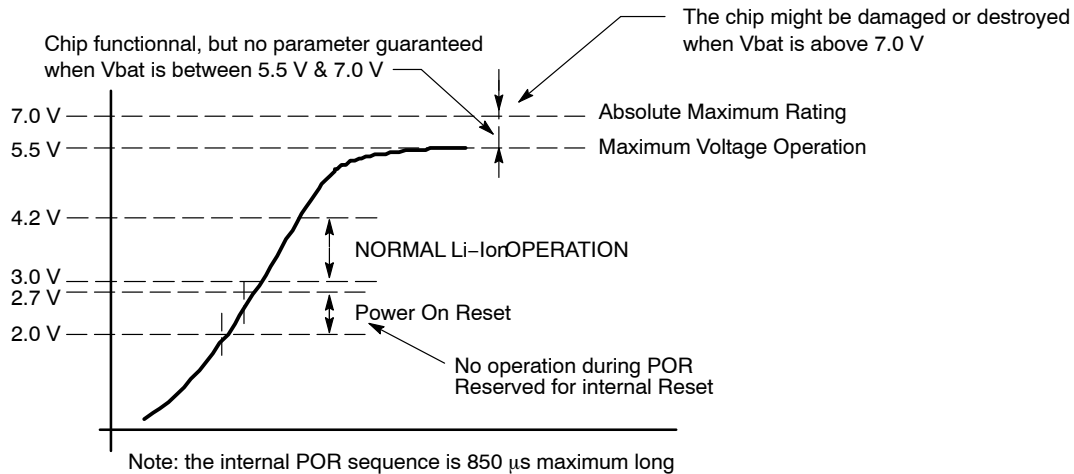 The chip might be damaged or destroyed
when Vbat is above 7.0 V
Chip functionnal, but no parameter guaranteed
when Vbat is between 5.5 V & 7.0 V
7.0 V
Absolute Maximum Rating
5.5 V
Maximum Voltage Operation
4.2 V
NORMAL Li–IonOPERATION
3.0 V
2.7 V
Power On Reset
2.0 V
No operation during POR
Reserved for internal Reset
Note: the internal POR sequence is 850 μs maximum long